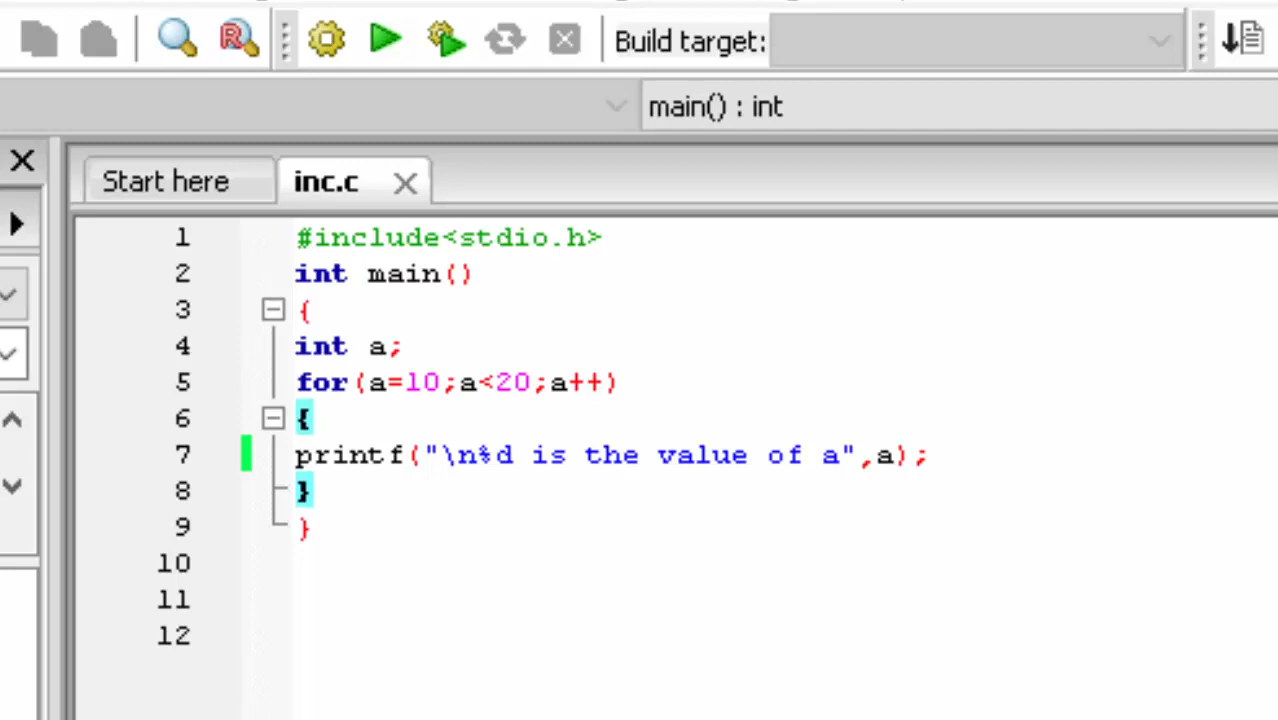 Build target:
main() : int
Start here
inc.c
1 #include<stdio.h>
2 int main()
3 {
4 int a;
5 for(a=10;a<20;a++)
6 {
7 printf("\n%d is the value of a",a);
8 }
9 }
10
11
12